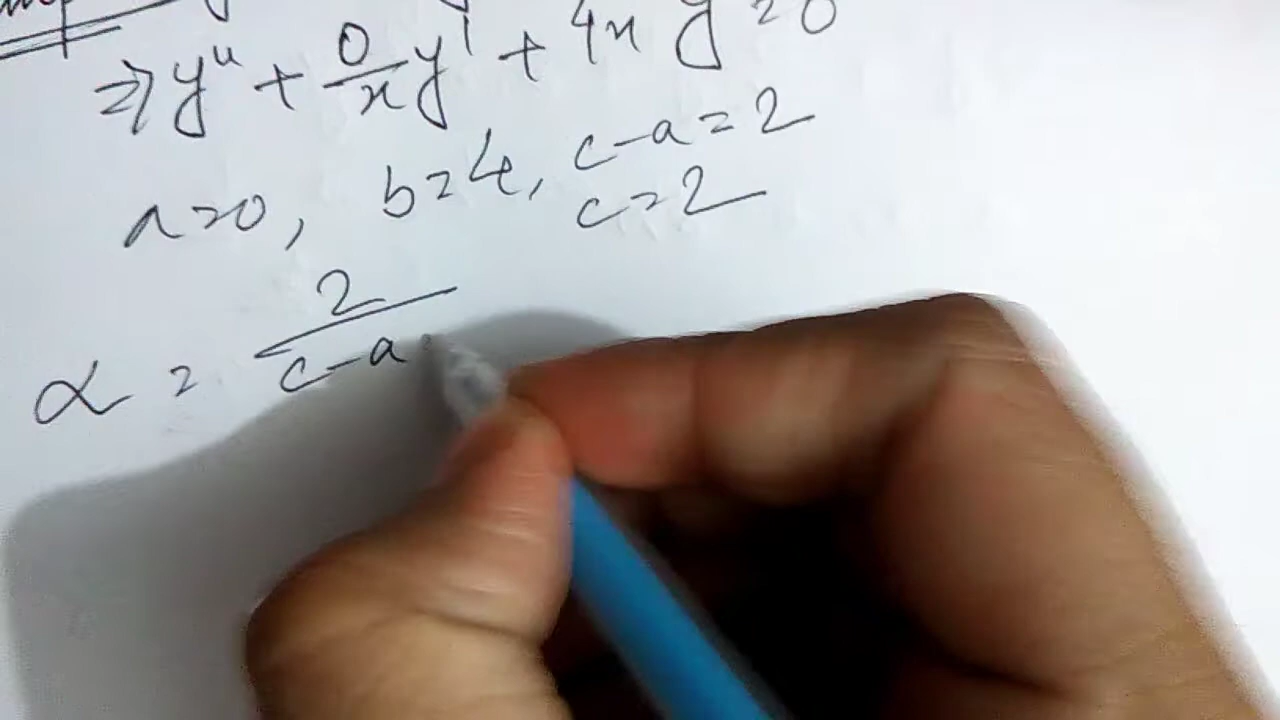 ⇒ y'' + 0/x y' + 4x y = 0
a=0, b=4, c-a=2
c=2
α = 2/(c-a